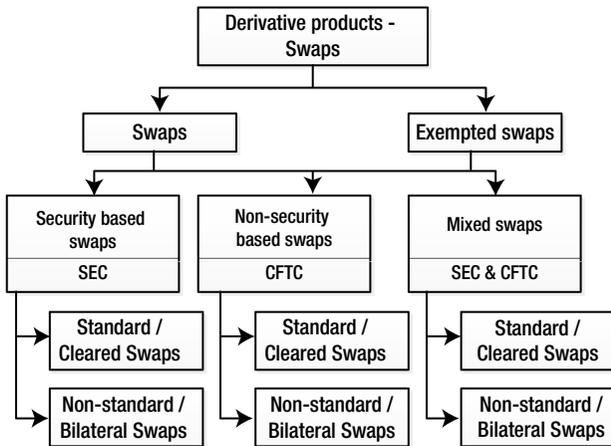 Derivative products -
Swaps
Swaps
Exempted swaps
Security based
swaps
SEC
Non-security
based swaps
CFTC
Mixed swaps
SEC & CFTC
Standard /
Cleared Swaps
Standard /
Cleared Swaps
Standard /
Cleared Swaps
Non-standard /
Bilateral Swaps
Non-standard /
Bilateral Swaps
Non-standard /
Bilateral Swaps